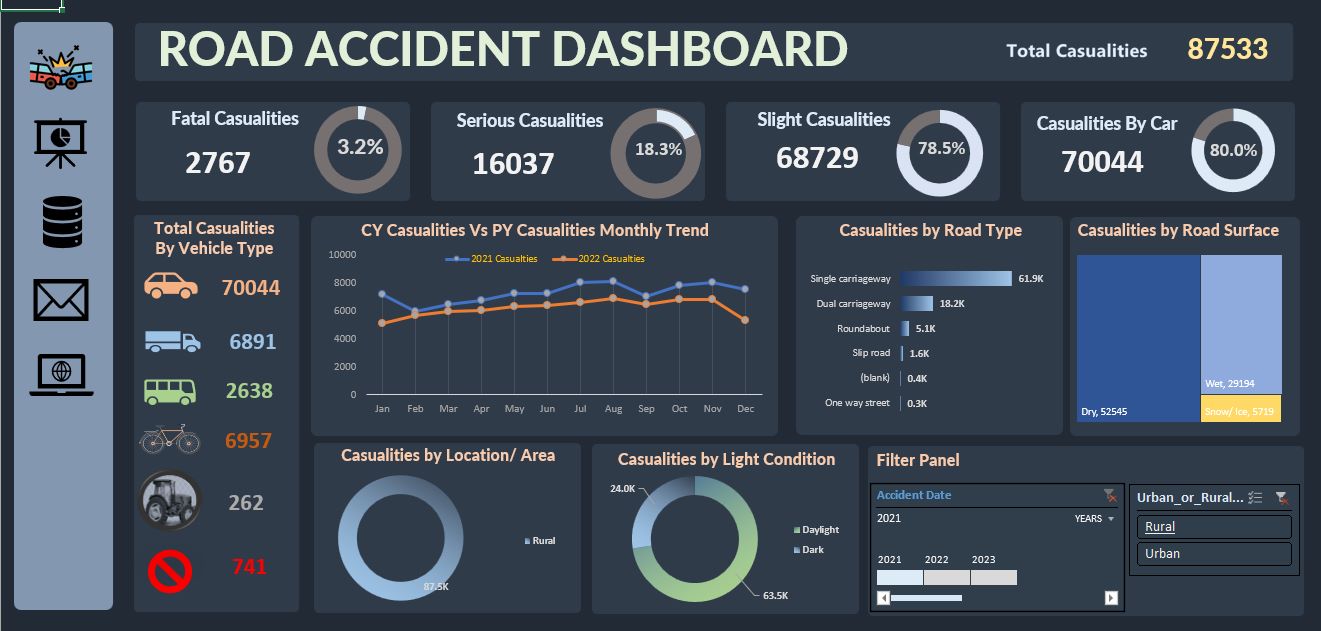 ROAD ACCIDENT DASHBOARD
Total Casualities
87533
Fatal Casualities
2767
3.2%
Serious Casualities
16037
18.3%
Slight Casualities
68729
78.5%
Casualities By Car
70044
80.0%
Total Casualities
By Vehicle Type
70044
6891
2638
6957
262
741
CY Casualities Vs PY Casualities Monthly Trend
2021 Casualties
2022 Casualties
10000
8000
6000
4000
2000
0
Jan Feb Mar Apr May Jun Jul Aug Sep Oct Nov Dec
Casualities by Road Type
Single carriageway 61.9K
Dual carriageway 18.2K
Roundabout 5.1K
Slip road 1.6K
(blank) 0.4K
One way street 0.3K
Casualities by Road Surface
Dry, 52545
Wet, 29194
Snow/ Ice, 5719
Casualities by Location/ Area
Rural
87.5K
Casualities by Light Condition
24.0K
Daylight
Dark
63.5K
Filter Panel
Accident Date
2021
YEARS
2021 2022 2023
Urban_or_Rural...
Rural
Urban